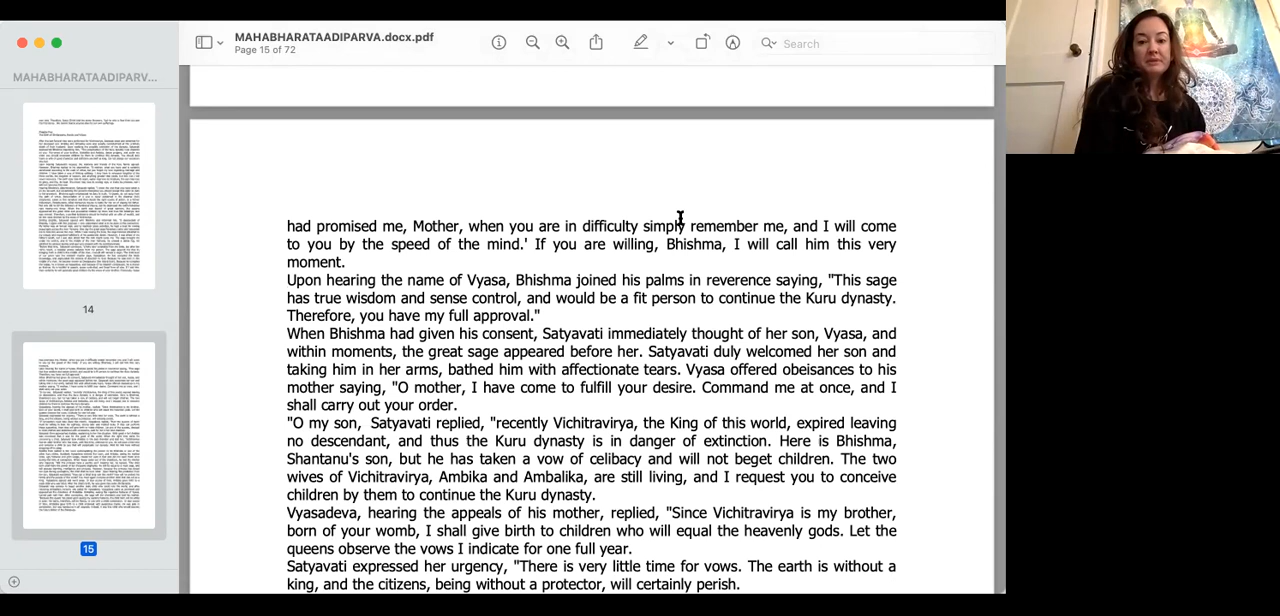 MAHABHARATAADIPARVA.docx.pdf
Page 15 of 72
Search
MAHABHARATAADIPARV...
14
15
had promised me, Mother, when you are in difficulty simply remember me, and I will come
to you by the speed of the mind.' If you are willing, Bhishma, I will call him this very
moment.
Upon hearing the name of Vyasa, Bhishma joined his palms in reverence saying, "This sage
has true wisdom and sense control, and would be a fit person to continue the Kuru dynasty.
Therefore, you have my full approval."
When Bhishma had given his consent, Satyavati immediately thought of her son, Vyasa, and
within moments, the great sage appeared before her. Satyavati duly welcomed her son and
taking him in her arms, bathed him with affectionate tears. Vyasa offered obeisances to his
mother saying, "O mother, I have come to fulfill your desire. Command me at once, and I
shall carry out your order.
"O my son, Satyavati replied, recently Vichitravirya, the King of this world, expired leaving
no descendant, and thus the Kuru dynasty is in danger of extinction. Here is Bhishma,
Shantanu's son, but he has taken a vow of celibacy and will not beget children. The two
wives of Vichitravirya, Ambika and Ambalika, are still living, and I request you to conceive
children by them to continue the kurudynasty.
Vyasadeva, hearing the appeals of his mother, replied, "Since Vichitravirya is my brother,
born of your womb, I shall give birth to children who will equal the heavenly gods. Let the
queens observe the vows I indicate for one full year.
Satyavati expressed her urgency, "There is very little time for vows. The earth is without a
king, and the citizens, being without a protector, will certainly perish.